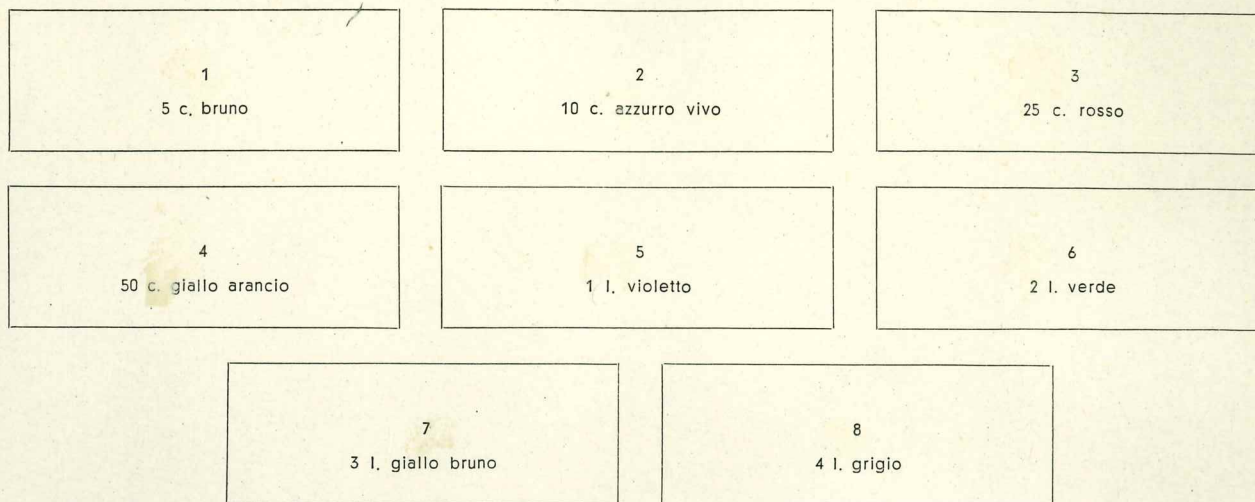 1
5 c. bruno
2
10 c. azzurro vivo
3
25 c. rosso
4
50 c. giallo arancio
5
1 l. violetto
6
2 l. verde
7
3 l. giallo bruno
8
4 l. grigio